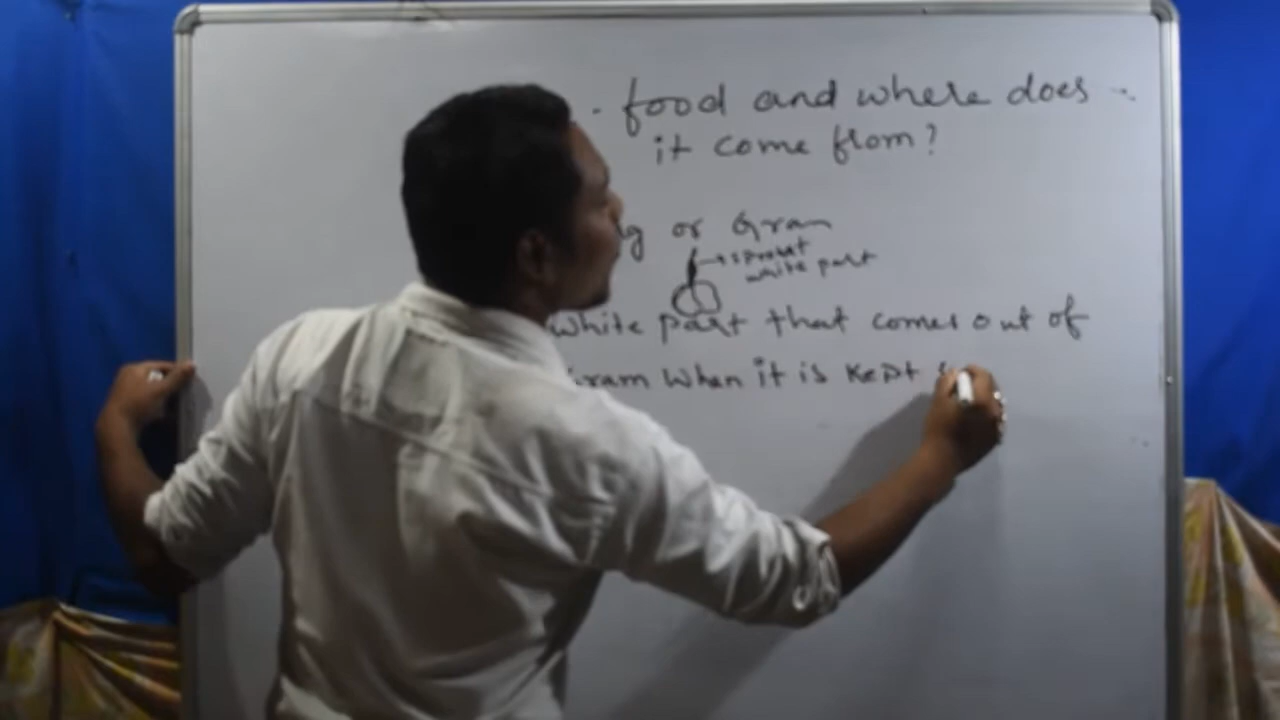 food and where does
it come from?
or Gram
sprout
white part
white part that comes out of
Gram when it is kept